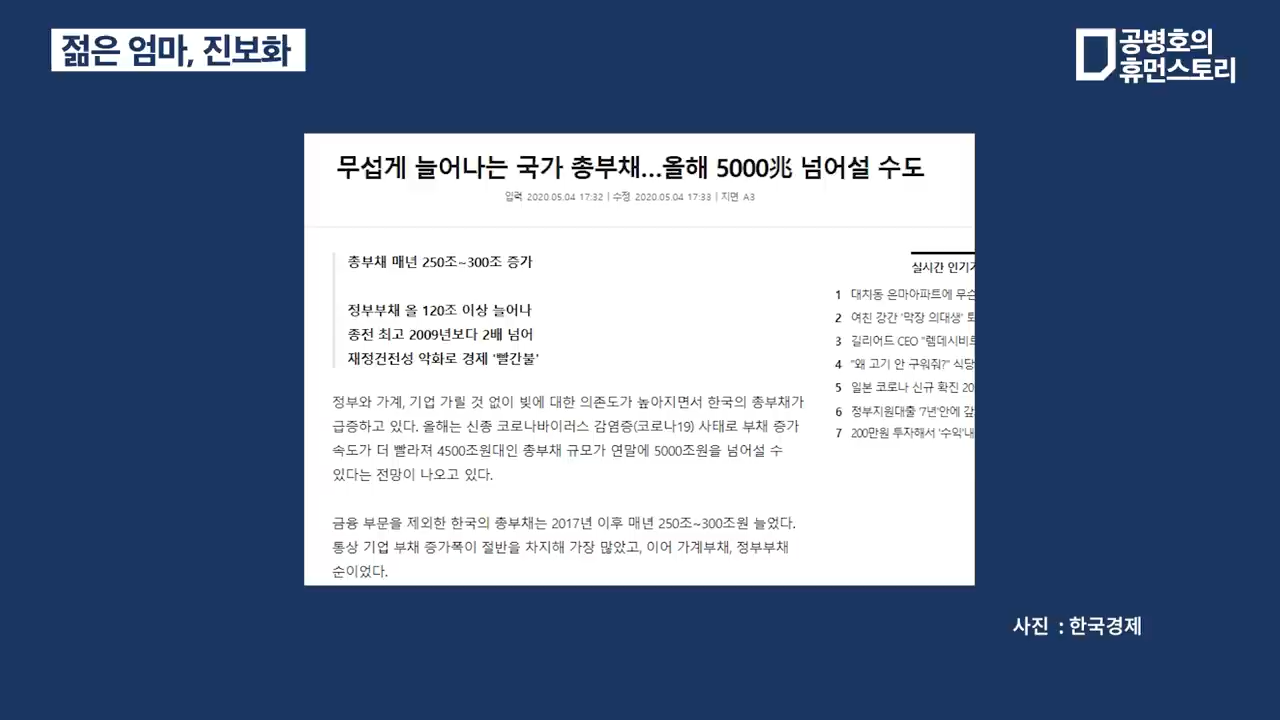 젊은 엄마, 진보화
공병호의
휴먼스토리
무섭게 늘어나는 국가 총부채...올해 5000兆 넘어설 수도
입력 2020.05.04 17:32 | 수정 2020.05.04 17:33 | 지면 A3
총부채 매년 250조~300조 증가
정부부채 올 120조 이상 늘어나
종전 최고 2009년보다 2배 넘어
재정건전성 악화로 경제 '빨간불'
정부와 가계, 기업 가릴 것 없이 빚에 대한 의존도가 높아지면서 한국의 총부채가
급증하고 있다. 올해는 신종 코로나바이러스 감염증(코로나19) 사태로 부채 증가
속도가 더 빨라져 4500조원대인 총부채 규모가 연말에 5000조원을 넘어설 수
있다는 전망이 나오고 있다.
금융 부문을 제외한 한국의 총부채는 2017년 이후 매년 250조~300조원 늘었다.
통상 기업 부채 증가폭이 절반을 차지해 가장 많았고, 이어 가계부채, 정부부채
순이었다.
실시간 인기기
1 대치동 은마아파트에 무슨
2 여친 강간 '막장 의대생' 퇴
3 길리어드 CEO "렘데시비르
4 "왜 고기 안 구워줘?" 식당
5 일본 코로나 신규 확진 20
6 정부지원대출 '7년'안에 갚
7 200만원 투자해서 '수익'내
사진 : 한국경제